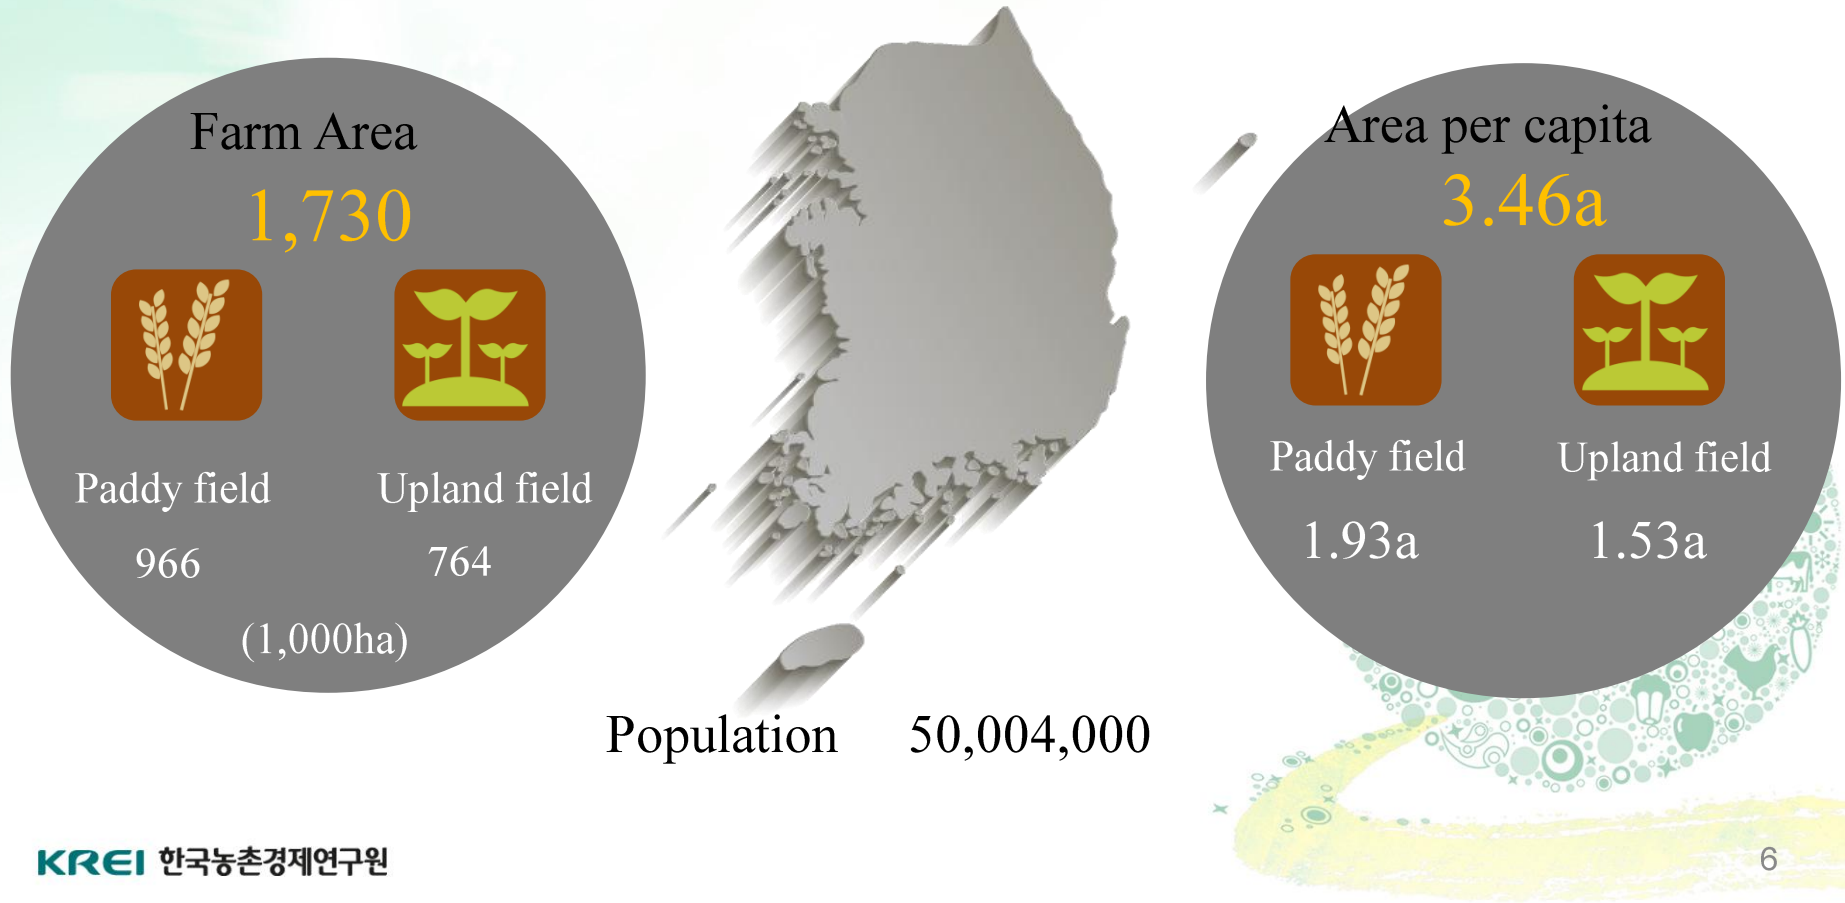 Farm Area
1,730
Paddy field
Upland field
966
764
(1,000ha)
Population 50,004,000
Area per capita
3.46a
Paddy field
Upland field
1.93a
1.53a
KREI 한국농촌경제연구원
6